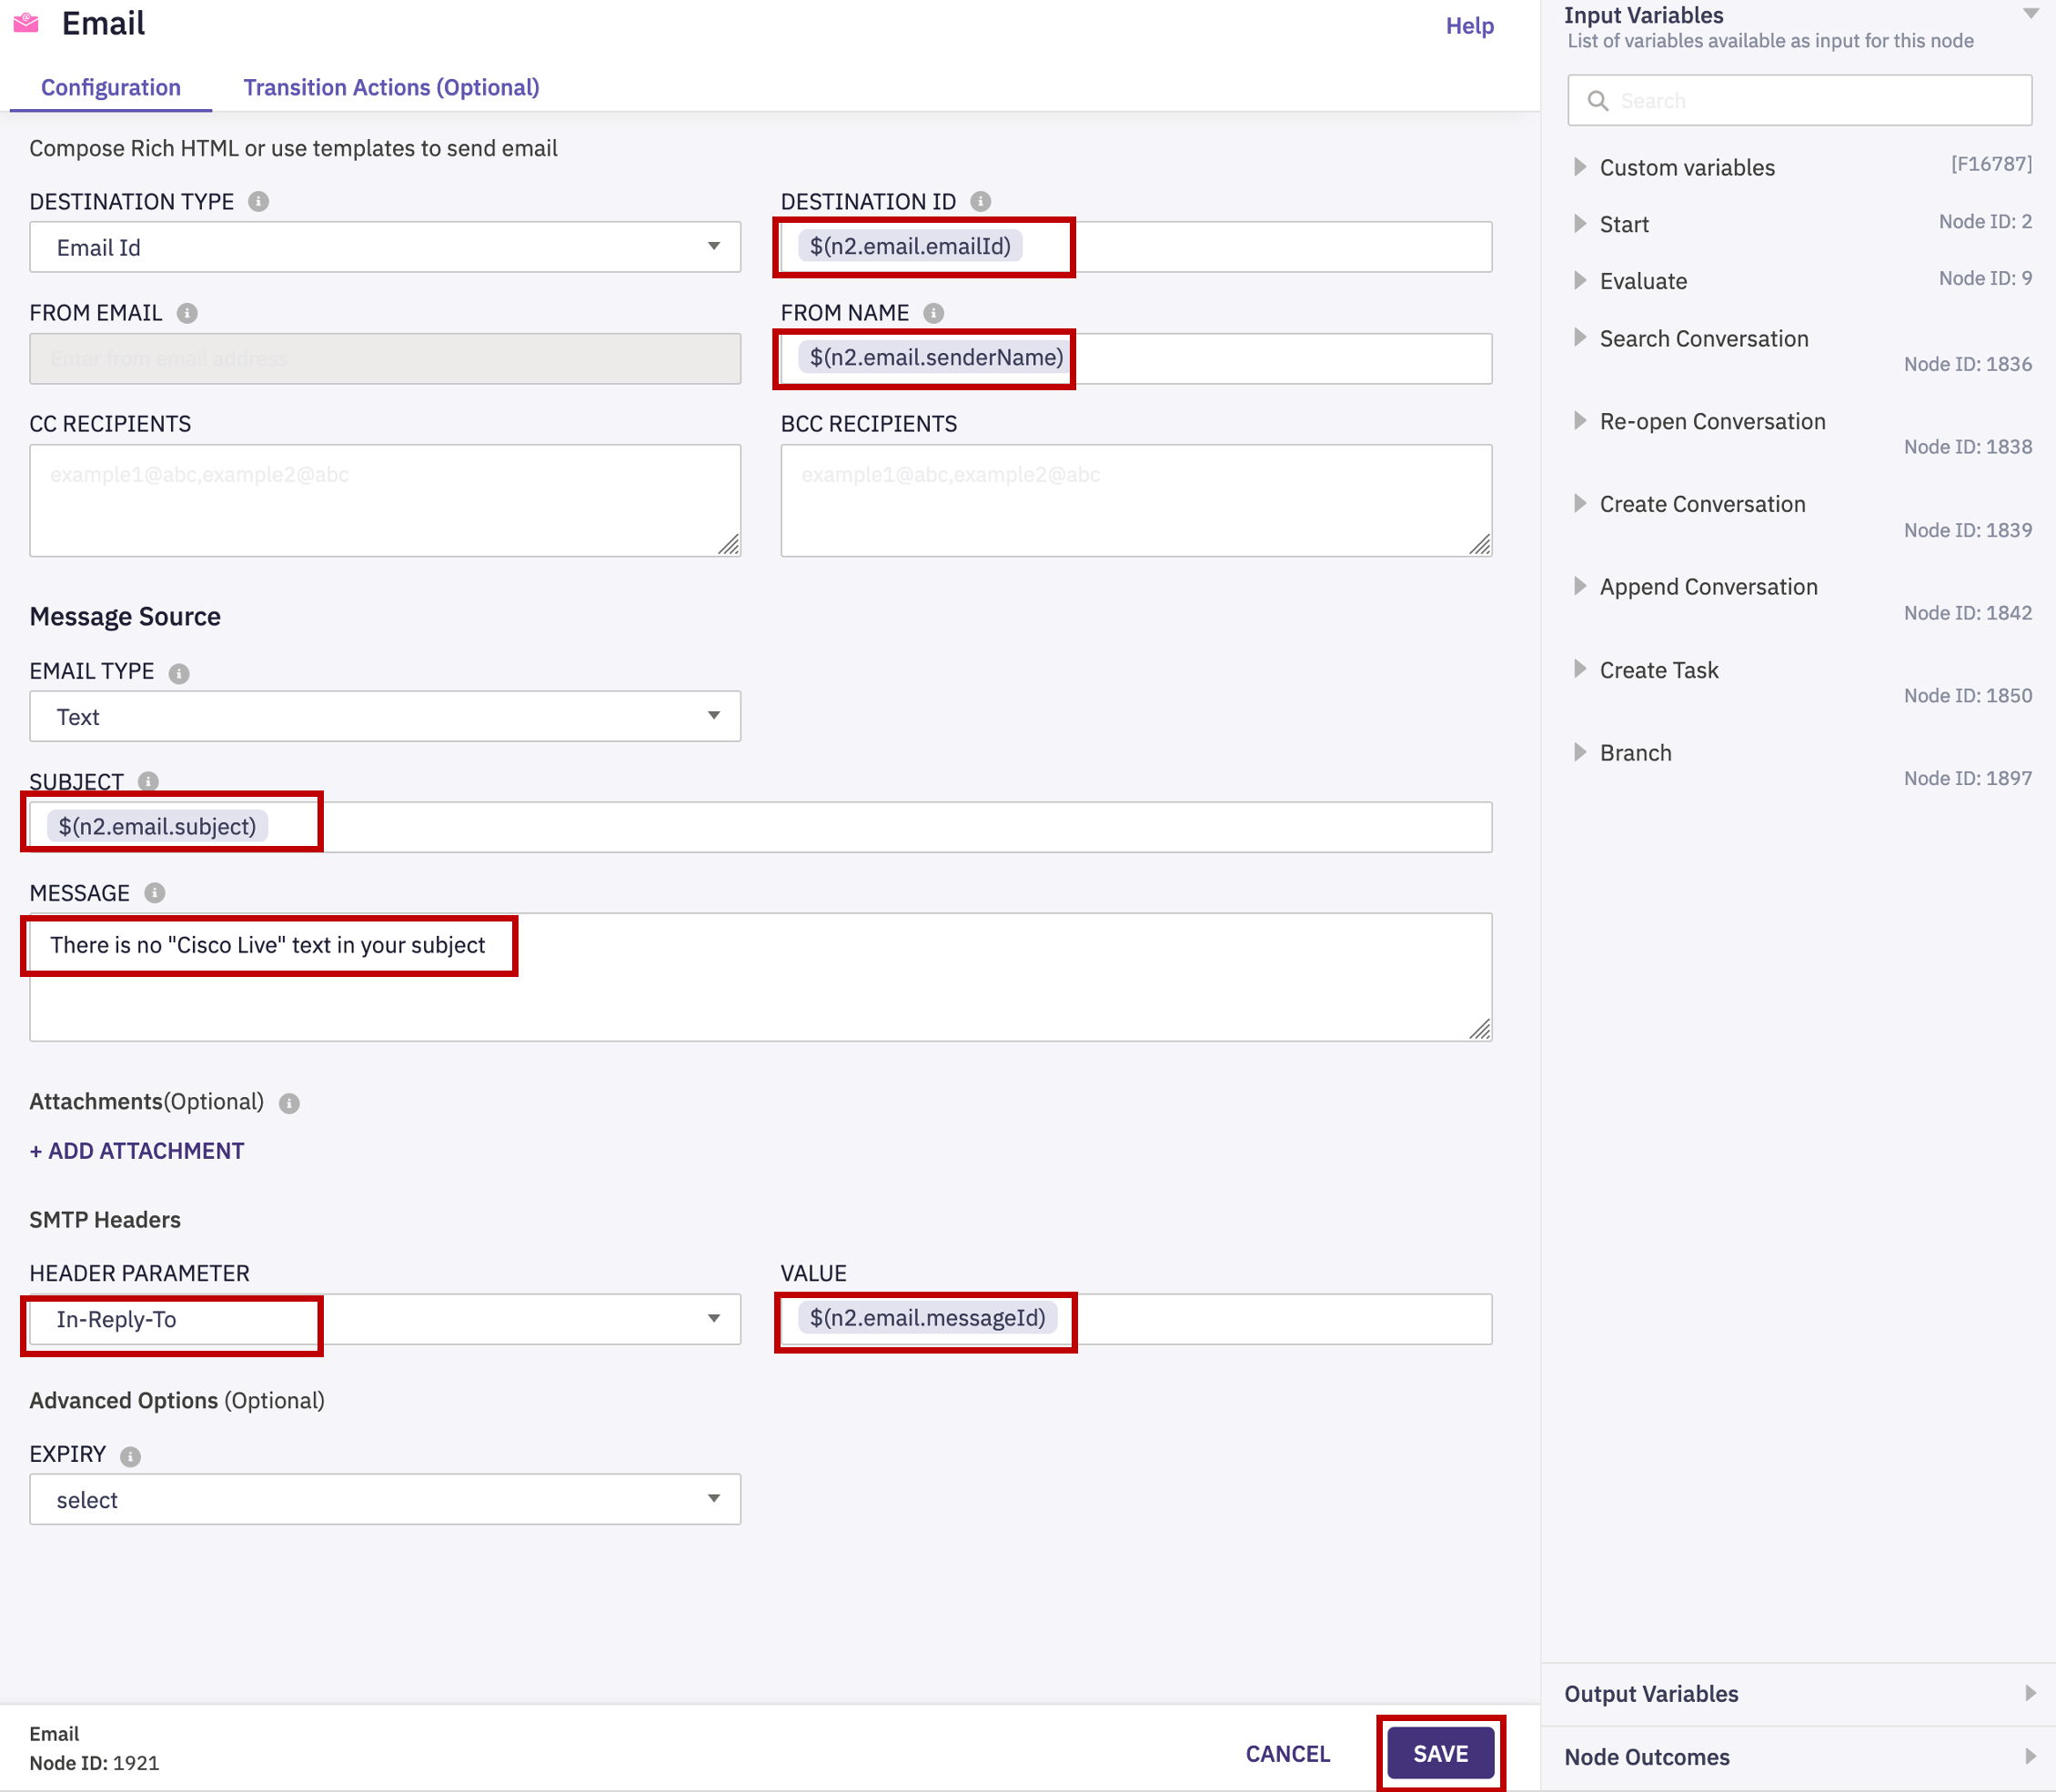 Email
Help
Configuration
Transition Actions (Optional)
Compose Rich HTML or use templates to send email
DESTINATION TYPE
DESTINATION ID
Email Id
$(n2.email.emailId)
FROM EMAIL
FROM NAME
Enter from email address
$(n2.email.senderName)
CC RECIPIENTS
BCC RECIPIENTS
example1@abc,example2@abc
example1@abc,example2@abc
Message Source
EMAIL TYPE
Text
SUBJECT
$(n2.email.subject)
MESSAGE
There is no "Cisco Live" text in your subject
Attachments(Optional)
+ ADD ATTACHMENT
SMTP Headers
HEADER PARAMETER
VALUE
In-Reply-To
$(n2.email.messageId)
Advanced Options (Optional)
EXPIRY
select
Email
Node ID: 1921
CANCEL
SAVE
Input Variables
List of variables available as input for this node
Search
Custom variables
[F16787]
Start
Node ID: 2
Evaluate
Node ID: 9
Search Conversation
Node ID: 1836
Re-open Conversation
Node ID: 1838
Create Conversation
Node ID: 1839
Append Conversation
Node ID: 1842
Create Task
Node ID: 1850
Branch
Node ID: 1897
Output Variables
Node Outcomes